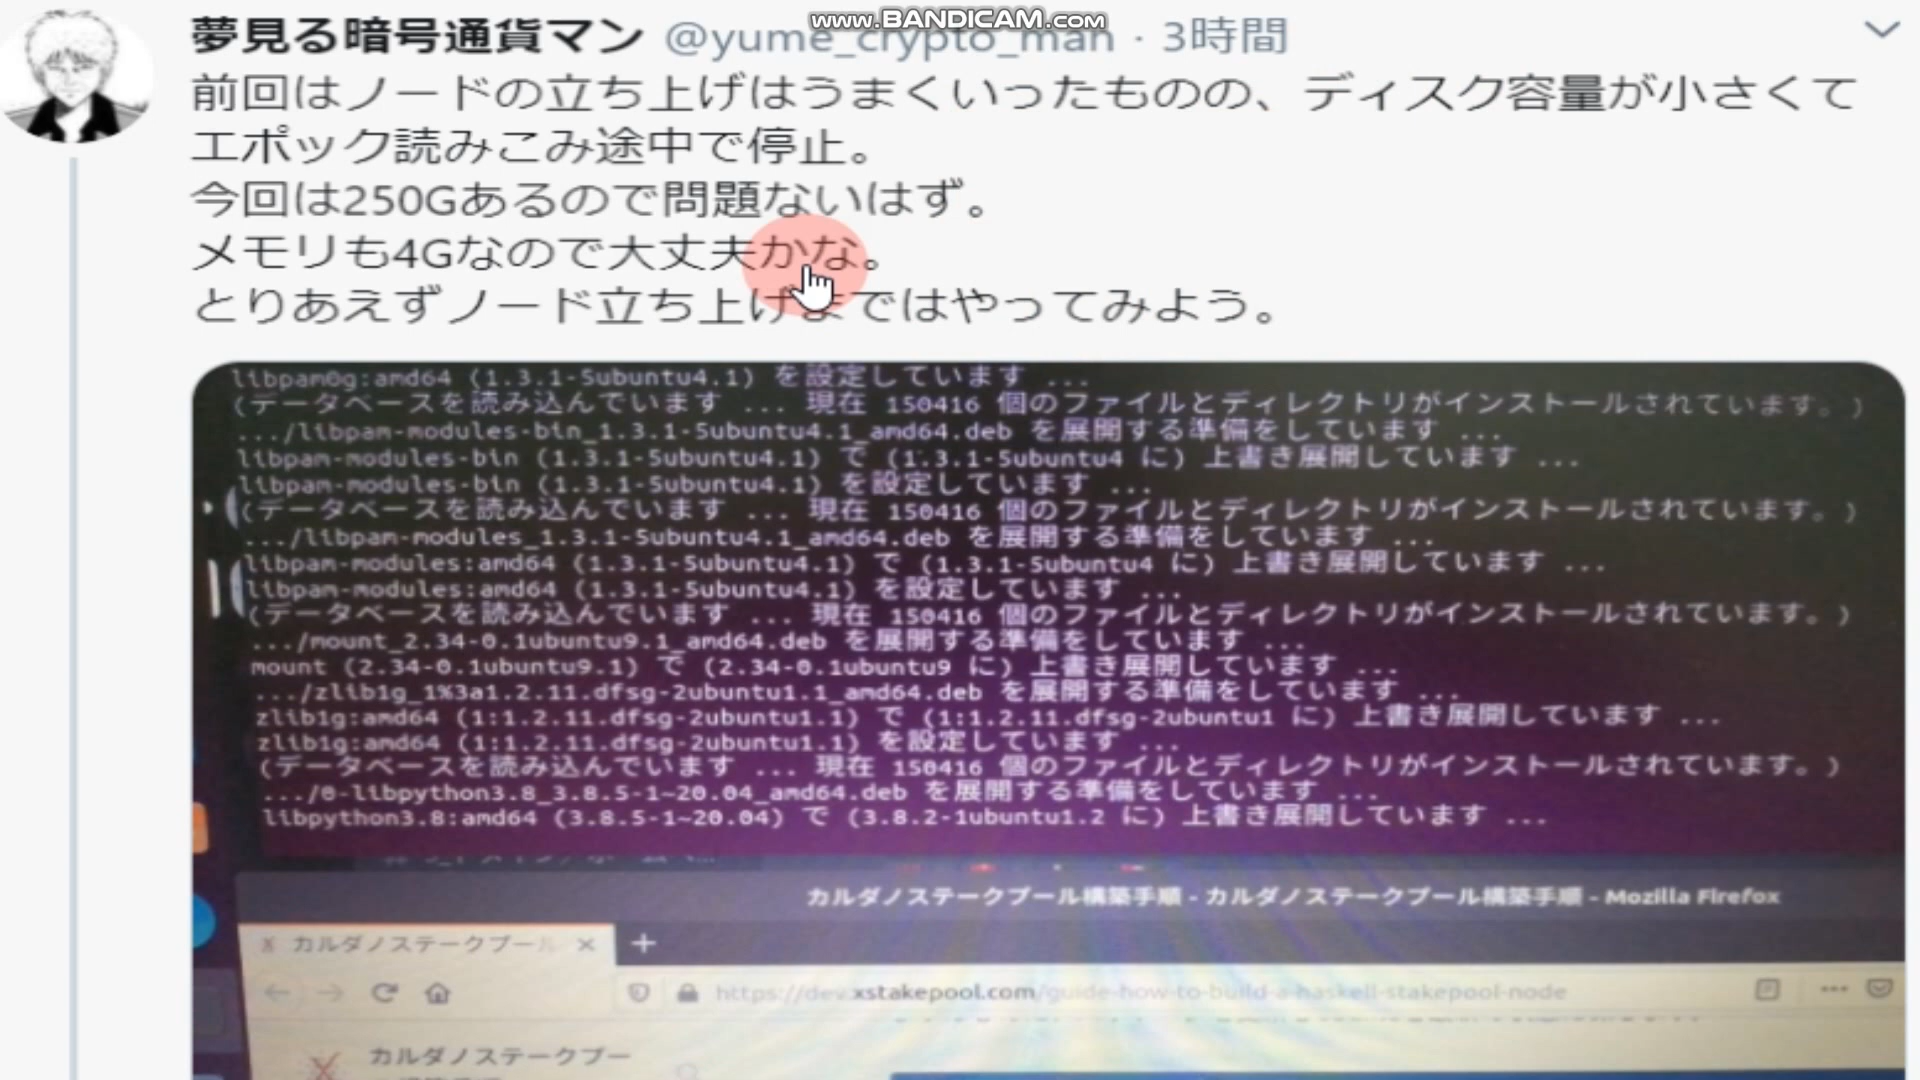 www.BANDICAM.com
夢見る暗号通貨マン @yume_crypto_man · 3時間
前回はノードの立ち上げはうまくいったものの、ディスク容量が小さくて
エポック読みこみ途中で停止。
今回は250Gあるので問題ないはず。
メモリも4Gなので大丈夫かな。
とりあえずノード立ち上げまではやってみよう。
libpam0g:amd64 (1.3.1-5ubuntu4.1) を設定しています ...
(データベースを読み込んでいます ... 現在 150416 個のファイルとディレクトリがインストールされています。)
.../libpam-modules-bin_1.3.1-5ubuntu4.1_amd64.deb を展開する準備をしています ...
libpam-modules-bin (1.3.1-5ubuntu4.1) で (1.3.1-5ubuntu4 に) 上書き展開しています ...
libpam-modules-bin (1.3.1-5ubuntu4.1) を設定しています ...
(データベースを読み込んでいます ... 現在 150416 個のファイルとディレクトリがインストールされています。)
.../libpam-modules_1.3.1-5ubuntu4.1_amd64.deb を展開する準備をしています ...
libpam-modules:amd64 (1.3.1-5ubuntu4.1) で (1.3.1-5ubuntu4 に) 上書き展開しています ...
libpam-modules:amd64 (1.3.1-5ubuntu4.1) を設定しています ...
(データベースを読み込んでいます ... 現在 150416 個のファイルとディレクトリがインストールされています。)
.../mount_2.34-0.1ubuntu9.1_amd64.deb を展開する準備をしています ...
mount (2.34-0.1ubuntu9.1) で (2.34-0.1ubuntu9 に) 上書き展開しています ...
.../zlib1g_1%3a1.2.11.dfsg-2ubuntu1.1_amd64.deb を展開する準備をしています ...
zlib1g:amd64 (1:1.2.11.dfsg-2ubuntu1.1) で (1:1.2.11.dfsg-2ubuntu1 に) 上書き展開しています ...
zlib1g:amd64 (1:1.2.11.dfsg-2ubuntu1.1) を設定しています ...
(データベースを読み込んでいます ... 現在 150416 個のファイルとディレクトリがインストールされています。)
.../0-libpython3.8_3.8.5-1~20.04_amd64.deb を展開する準備をしています ...
libpython3.8:amd64 (3.8.5-1~20.04) で (3.8.2-1ubuntu1.2 に) 上書き展開しています ...
カルダノステークプール構築手順 - カルダノステークプール構築手順 - Mozilla Firefox
カルダノステークプール
https://dev.xstakepool.com/guide-how-to-build-a-haskell-stakepool-node
カルダノステークプー